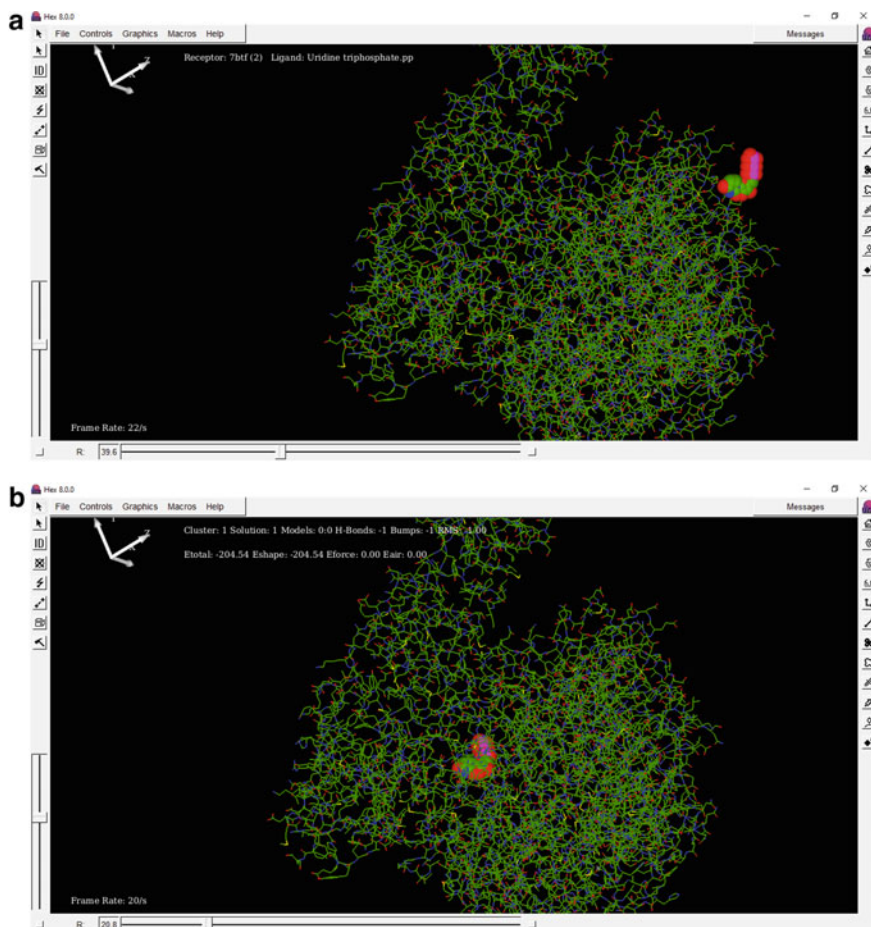 a
Hex 8.0.0
File Controls Graphics Macros Help Messages
Receptor: 7btf (2) Ligand: Uridine triphosphate.pp
ID
Frame Rate: 22/s
R: 39.6
b
Hex 8.0.0
File Controls Graphics Macros Help Messages
Cluster: 1 Solution: 1 Models: 0:0 H-Bonds: -1 Bumps: -1 RMS: -1.00
Etotal: -204.54 Eshape: -204.54 Eforce: 0.00 Eair: 0.00
ID
Frame Rate: 20/s
R: 20.8